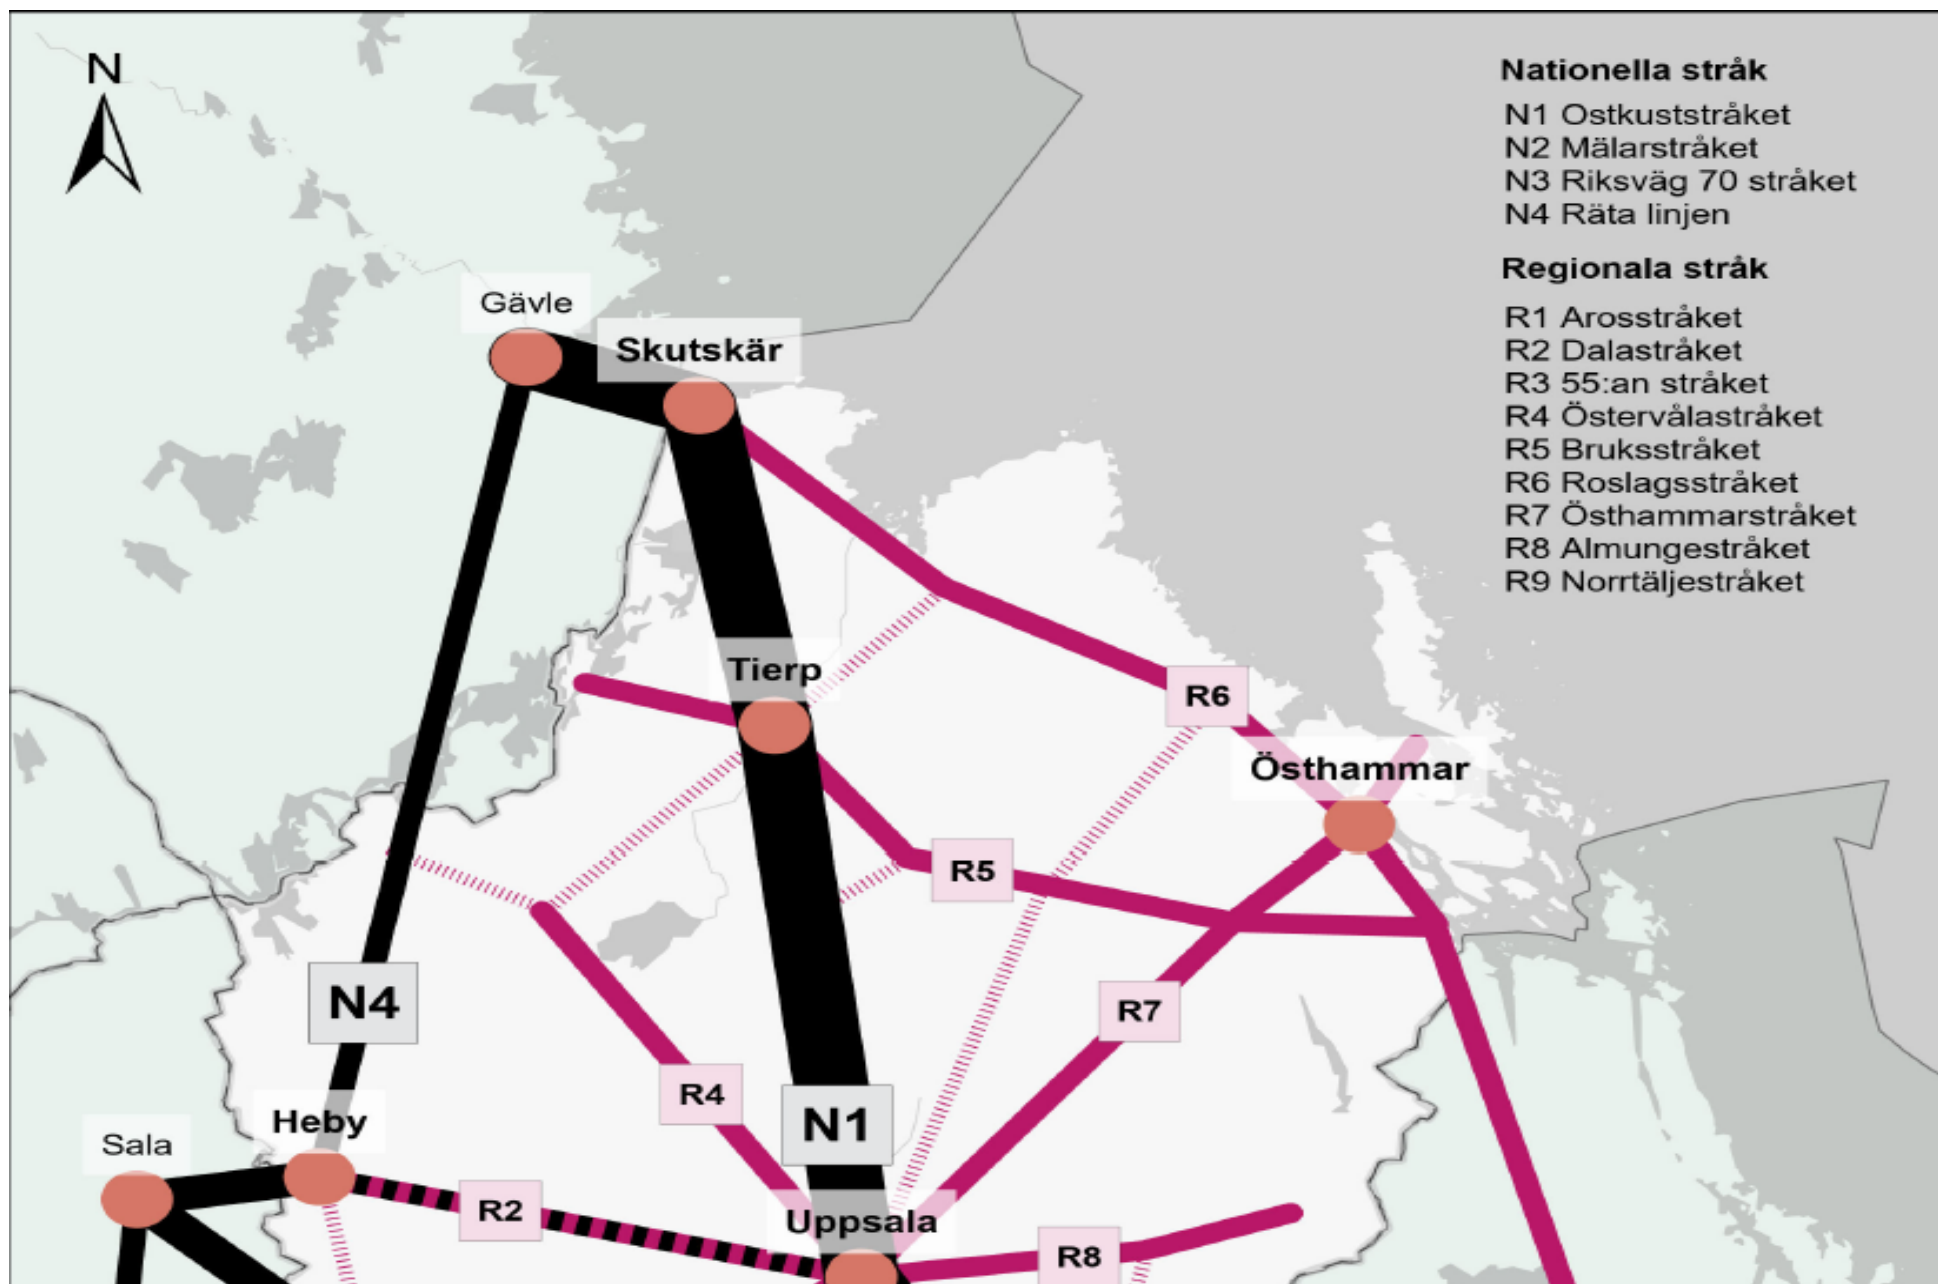 N
Nationella stråk
N1 Ostkuststråket
N2 Mälarstråket
N3 Riksväg 70 stråket
N4 Räta linjen
Regionala stråk
R1 Arosstråket
R2 Dalastråket
R3 55:an stråket
R4 Östervålastråket
R5 Bruksstråket
R6 Roslagsstråket
R7 Östhammarstråket
R8 Almungestråket
R9 Norrtäljestråket
Gävle
Skutskär
Tierp
R6
Östhammar
R5
N4
R7
R4
Heby
N1
Sala
R2
Uppsala
R8